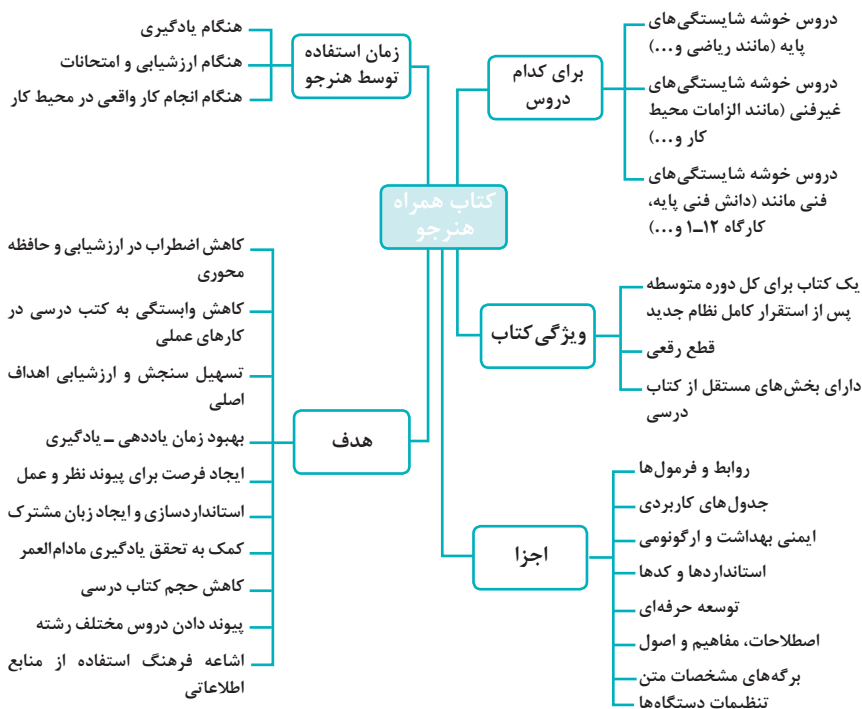 کتاب همراه
هنرجو
برای کدام
دروس
دروس خوشه شایستگی‌های
پایه (مانند ریاضی و...)
دروس خوشه شایستگی‌های
غیرفنی (مانند الزامات محیط
کار و...)
دروس خوشه شایستگی‌های
فنی مانند (دانش فنی پایه،
کارگاه ۱۲ـ۱ و...)
ویژگی کتاب
یک کتاب برای کل دوره متوسطه
پس از استقرار کامل نظام جدید
قطع رقعی
دارای بخش‌های مستقل از کتاب
درسی
اجزا
روابط و فرمول‌ها
جدول‌های کاربردی
ایمنی بهداشت و ارگونومی
استانداردها و کدها
توسعه حرفه‌ای
اصطلاحات، مفاهیم و اصول
برگه‌های مشخصات متن
تنظیمات دستگاه‌ها
زمان استفاده
توسط هنرجو
هنگام یادگیری
هنگام ارزشیابی و امتحانات
هنگام انجام کار واقعی در محیط کار
هدف
کاهش اضطراب در ارزشیابی و حافظه
محوری
کاهش وابستگی به کتب درسی در
کارهای عملی
تسهیل سنجش و ارزشیابی اهداف
اصلی
بهبود زمان یاددهی ـ یادگیری
ایجاد فرصت برای پیوند نظر و عمل
استانداردسازی و ایجاد زبان مشترک
کمک به تحقق یادگیری مادام‌العمر
کاهش حجم کتاب درسی
پیوند دادن دروس مختلف رشته
اشاعه فرهنگ استفاده از منابع
اطلاعاتی